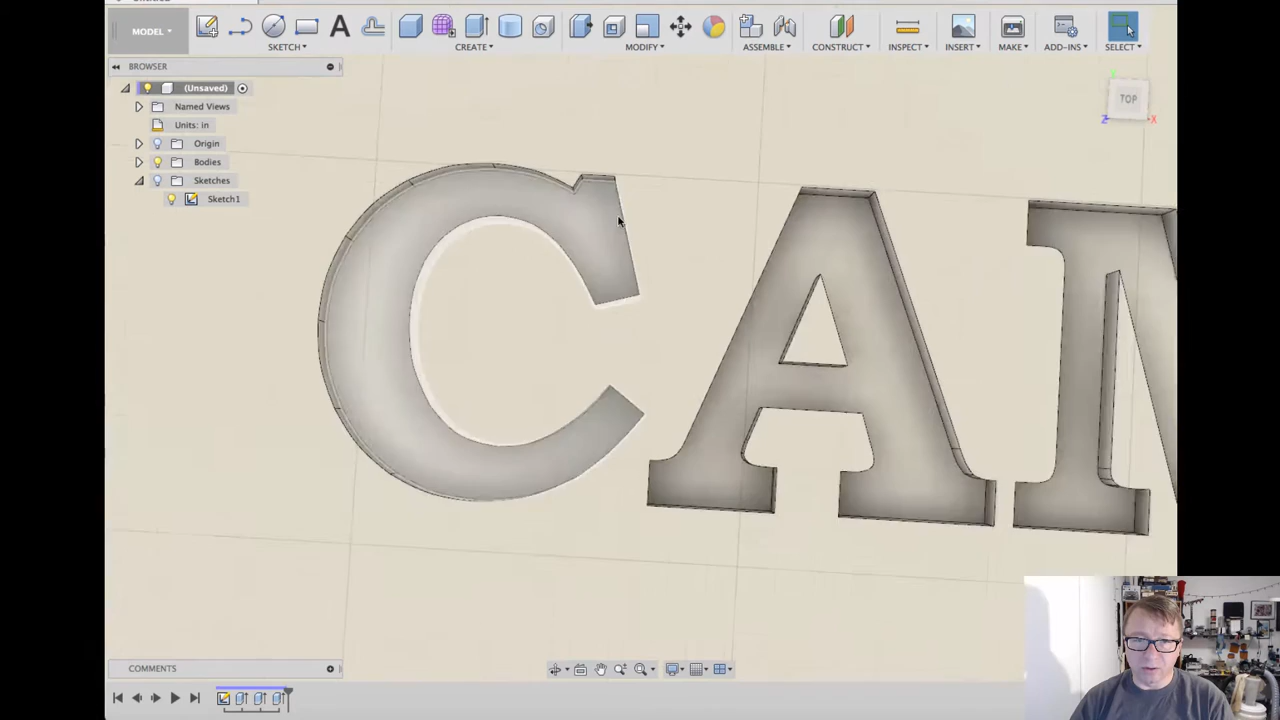 MODEL
SKETCH
CREATE
MODIFY
ASSEMBLE
CONSTRUCT
INSPECT
INSERT
MAKE
ADD-INS
SELECT
BROWSER
(Unsaved)
Named Views
Units: in
Origin
Bodies
Sketches
Sketch1
TOP
Z
X
CA
COMMENTS